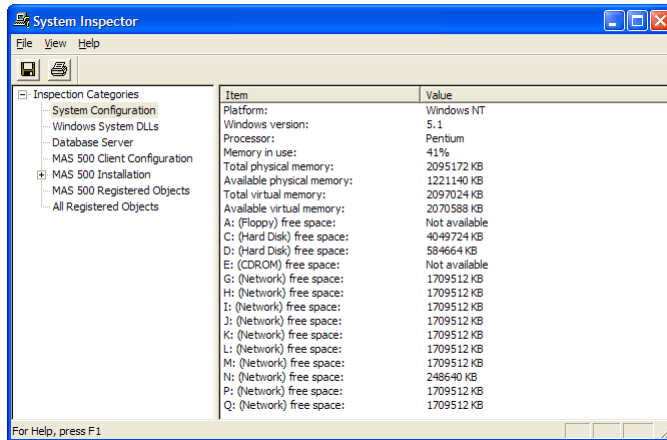 System Inspector
File View Help
Inspection Categories
System Configuration
Windows System DLLs
Database Server
MAS 500 Client Configuration
MAS 500 Installation
MAS 500 Registered Objects
All Registered Objects
Item Value
Platform: Windows NT
Windows version: 5.1
Processor: Pentium
Memory in use: 41%
Total physical memory: 2095172 KB
Available physical memory: 1221140 KB
Total virtual memory: 2097024 KB
Available virtual memory: 2070588 KB
A: (Floppy) free space: Not available
C: (Hard Disk) free space: 4049724 KB
D: (Hard Disk) free space: 584664 KB
E: (CDROM) free space: Not available
G: (Network) free space: 1709512 KB
H: (Network) free space: 1709512 KB
I: (Network) free space: 1709512 KB
J: (Network) free space: 1709512 KB
K: (Network) free space: 1709512 KB
L: (Network) free space: 1709512 KB
M: (Network) free space: 1709512 KB
N: (Network) free space: 248640 KB
P: (Network) free space: 1709512 KB
Q: (Network) free space: 1709512 KB
For Help, press F1